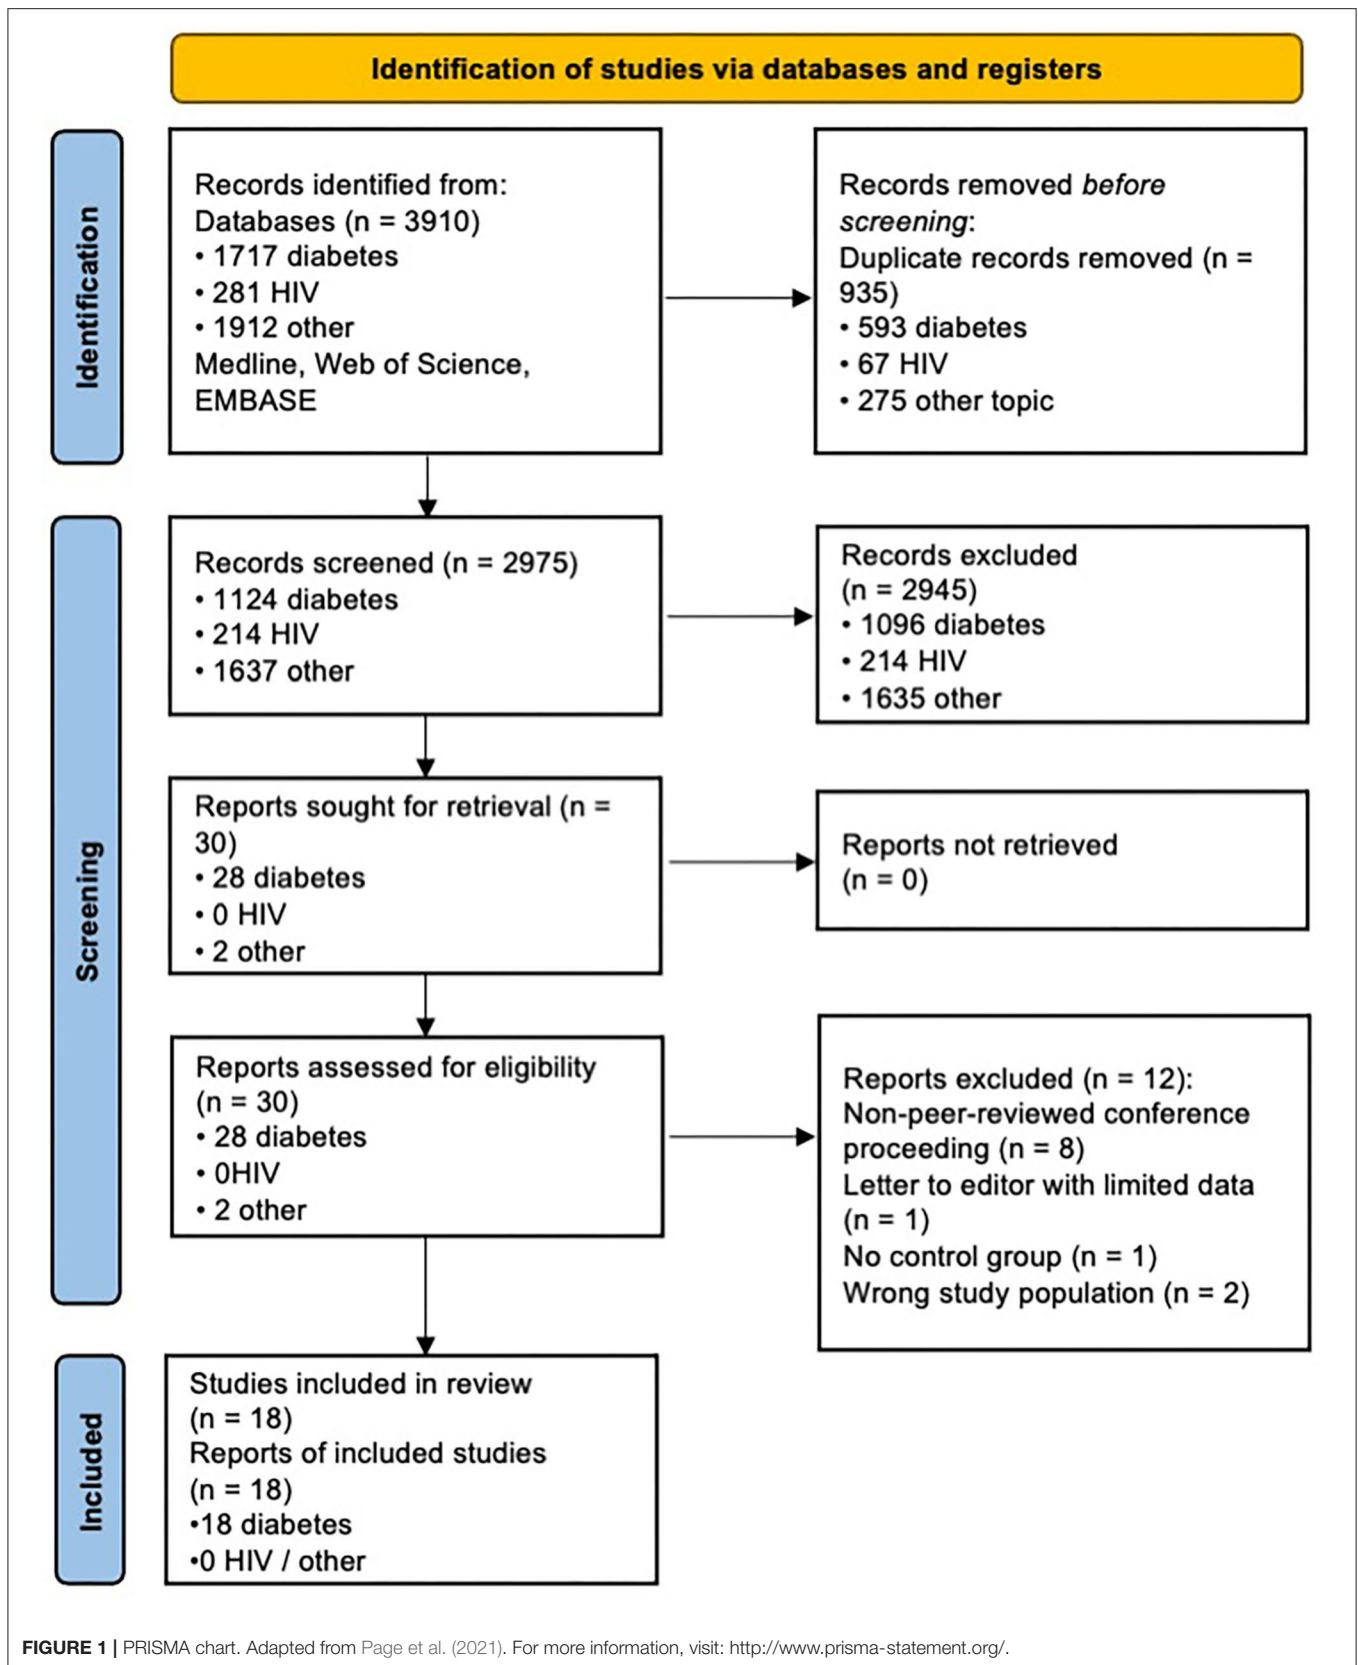 Identification of studies via databases and registers
Identification
Records identified from:
Databases (n = 3910)
• 1717 diabetes
• 281 HIV
• 1912 other
Medline, Web of Science,
EMBASE
Records removed before
screening:
Duplicate records removed (n =
935)
• 593 diabetes
• 67 HIV
• 275 other topic
Screening
Records screened (n = 2975)
• 1124 diabetes
• 214 HIV
• 1637 other
Records excluded
(n = 2945)
• 1096 diabetes
• 214 HIV
• 1635 other
Reports sought for retrieval (n =
30)
• 28 diabetes
• 0 HIV
• 2 other
Reports not retrieved
(n = 0)
Reports assessed for eligibility
(n = 30)
• 28 diabetes
• 0HIV
• 2 other
Reports excluded (n = 12):
Non-peer-reviewed conference
proceeding (n = 8)
Letter to editor with limited data
(n = 1)
No control group (n = 1)
Wrong study population (n = 2)
Included
Studies included in review
(n = 18)
Reports of included studies
(n = 18)
•18 diabetes
•0 HIV / other
FIGURE 1 | PRISMA chart. Adapted from Page et al. (2021). For more information, visit: http://www.prisma-statement.org/.